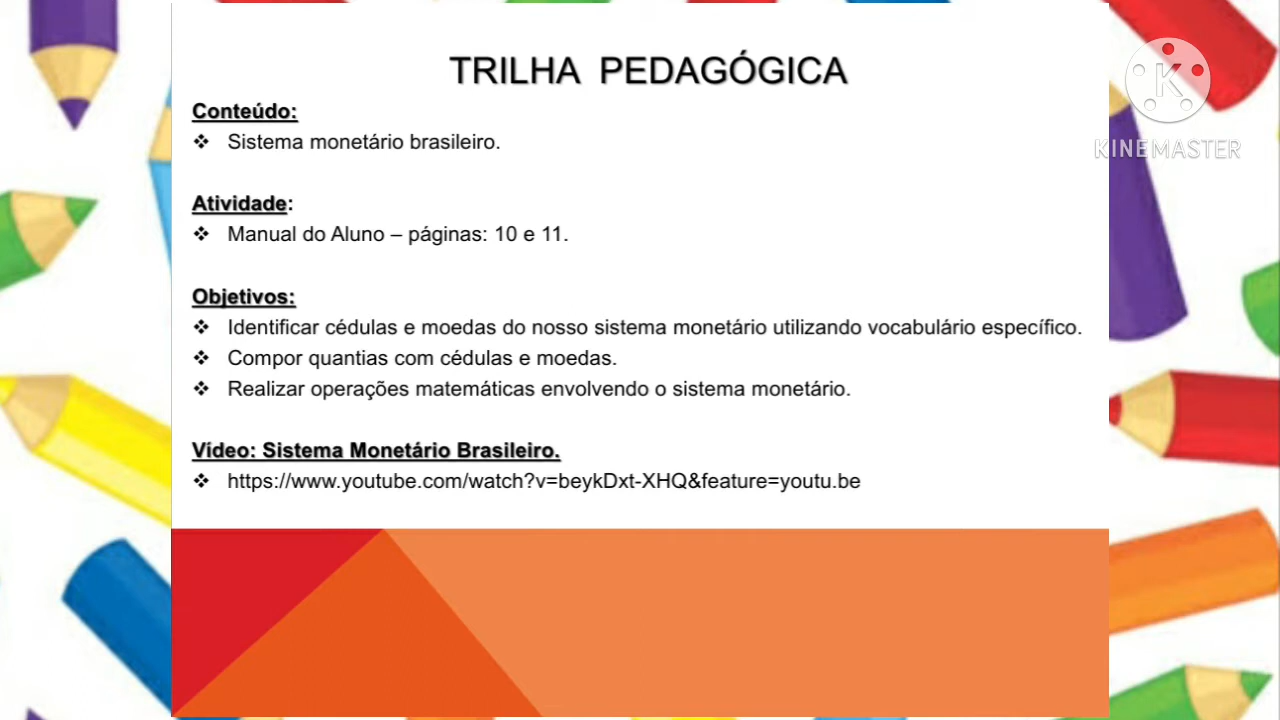 TRILHA PEDAGÓGICA
Conteúdo:
❖ Sistema monetário brasileiro.
Atividade:
❖ Manual do Aluno – páginas: 10 e 11.
Objetivos:
❖ Identificar cédulas e moedas do nosso sistema monetário utilizando vocabulário específico.
❖ Compor quantias com cédulas e moedas.
❖ Realizar operações matemáticas envolvendo o sistema monetário.
Vídeo: Sistema Monetário Brasileiro.
❖ https://www.youtube.com/watch?v=beykDxt-XHQ&feature=youtu.be
K
KINEMASTER